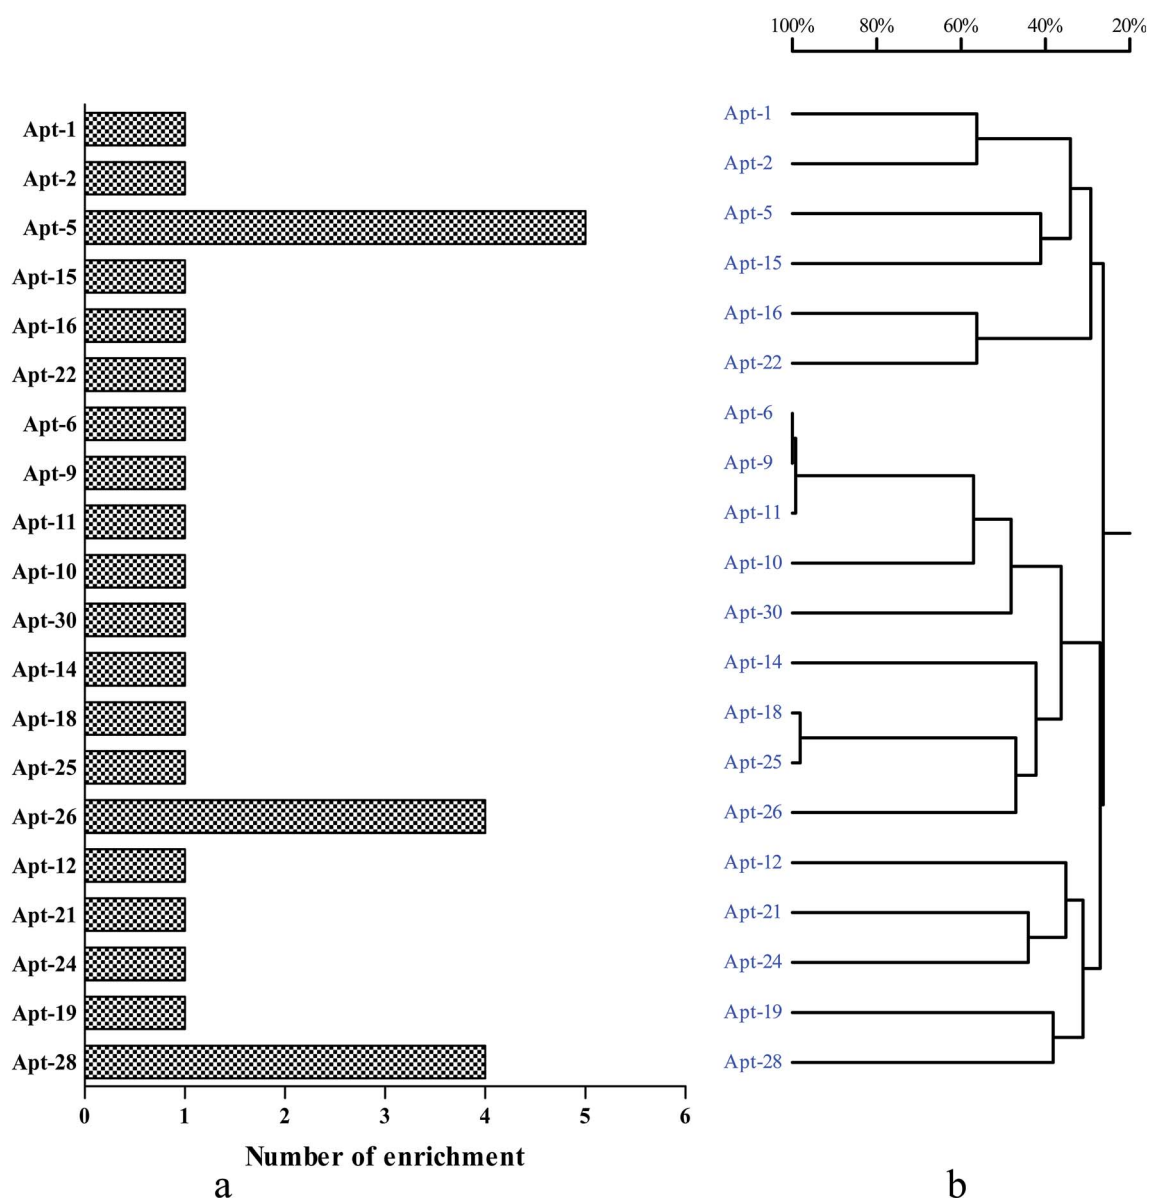 100% 80% 60% 40% 20%
Apt-1
Apt-2
Apt-5
Apt-15
Apt-16
Apt-22
Apt-6
Apt-9
Apt-11
Apt-10
Apt-30
Apt-14
Apt-18
Apt-25
Apt-26
Apt-12
Apt-21
Apt-24
Apt-19
Apt-28
0 1 2 3 4 5 6
Number of enrichment
a
Apt-1
Apt-2
Apt-5
Apt-15
Apt-16
Apt-22
Apt-6
Apt-9
Apt-11
Apt-10
Apt-30
Apt-14
Apt-18
Apt-25
Apt-26
Apt-12
Apt-21
Apt-24
Apt-19
Apt-28
b